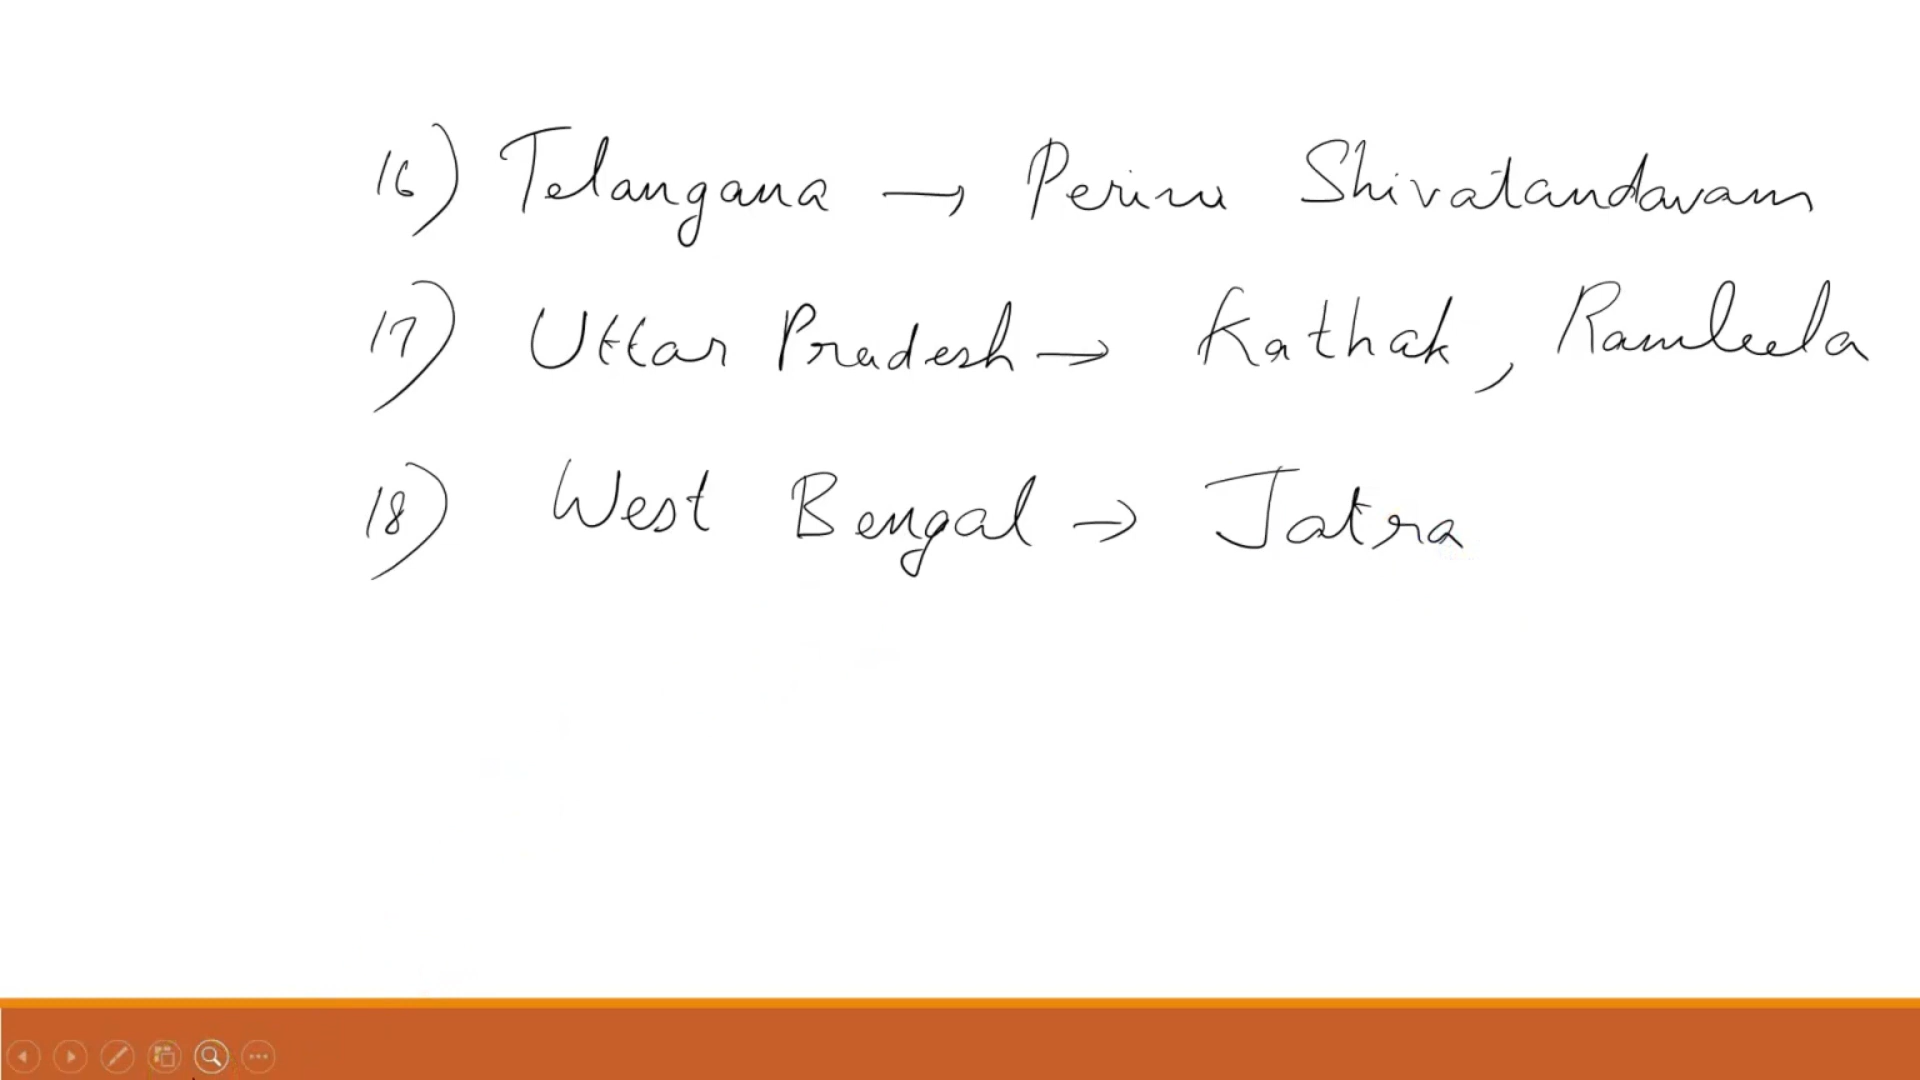 16) Telangana → Perini Shivatandavam
17) Uttar Pradesh → Kathak, Ramleela
18) West Bengal → Jatra